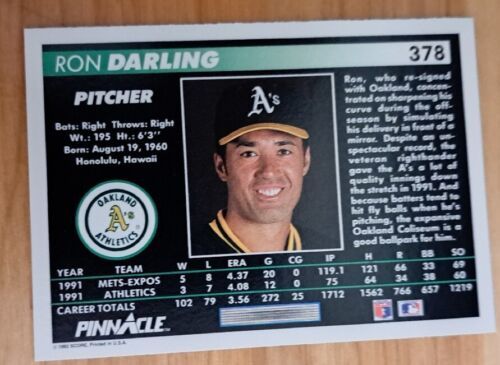 RON DARLING
378
PITCHER
Bats: Right Throws: Right
Wt.: 195 Ht.: 6'3"
Born: August 19, 1960
Honolulu, Hawaii
A's
OAKLAND
A's
ATHLETICS
Ron, who re-signed
with Oakland, concen-
trated on sharpening his
curve during the off-
season by simulating
his delivery in front of a
mirror. Despite an un-
spectacular record, the
veteran righthander
gave the A's a lot of
quality innings down
the stretch in 1991. And
because batters tend to
hit fly balls when he's
pitching, the expansive
Oakland Coliseum is a
good ballpark for him.
YEAR TEAM W L ERA G CG IP H R BB SO
1991 METS-EXPOS 5 8 4.37 20 0 119.1 121 66 33 69
1991 ATHLETICS 3 7 4.08 12 0 75 64 34 38 60
CAREER TOTALS 102 79 3.56 272 25 1712 1562 766 657 1219
PINNACLE
© 1992 SCORE, Printed in U.S.A.